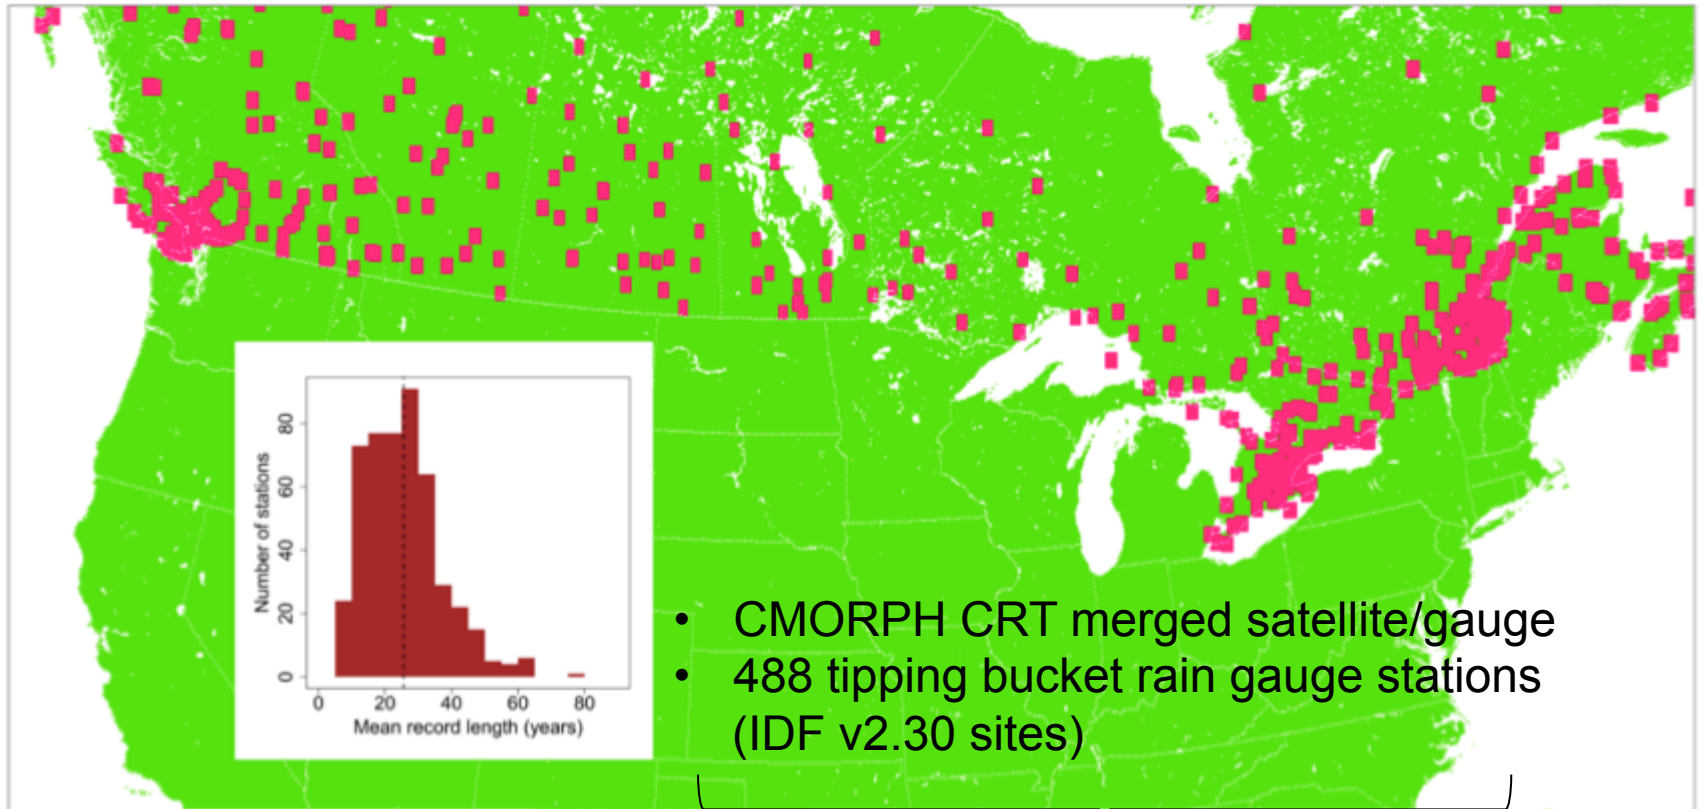 80
60
40
20
0
Number of stations
0 20 40 60 80
Mean record length (years)
• CMORPH CRT merged satellite/gauge
• 488 tipping bucket rain gauge stations
(IDF v2.30 sites)